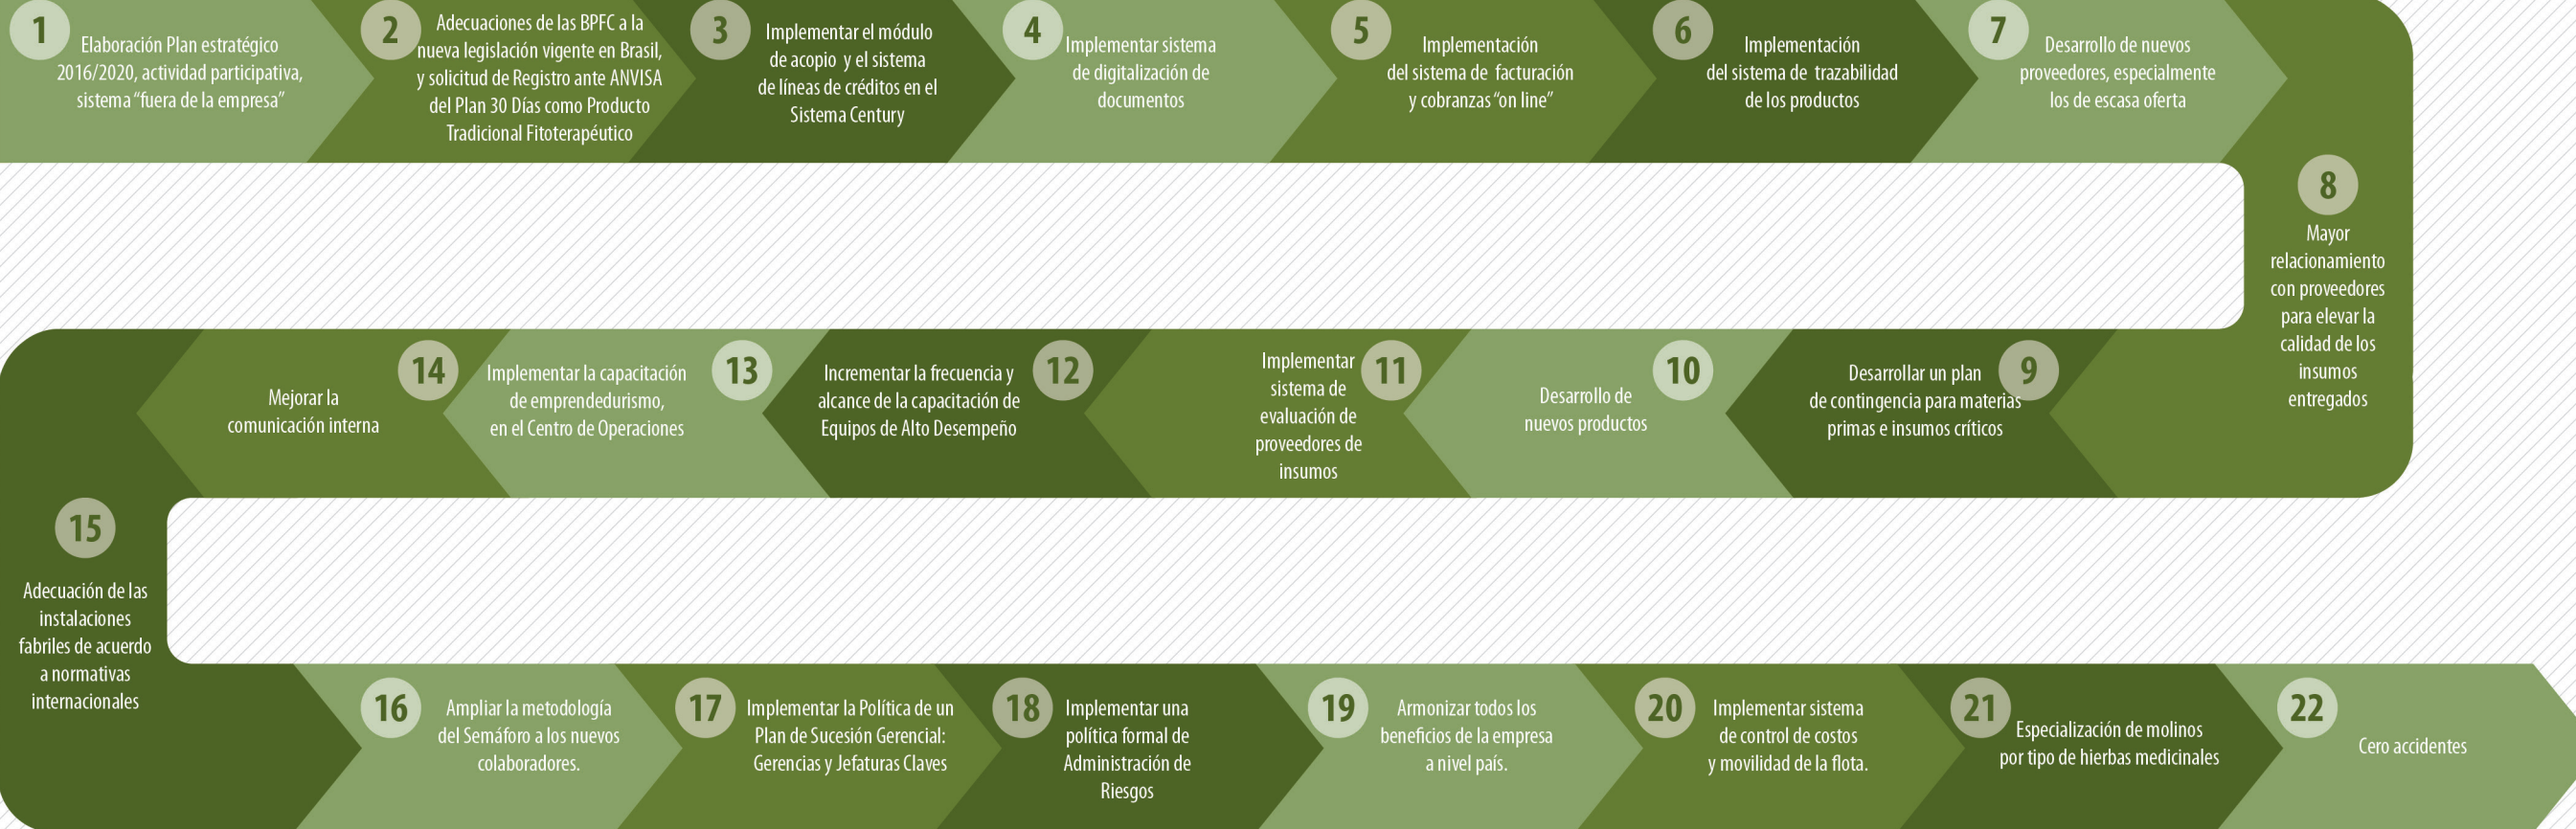 1
Elaboración Plan estratégico
2016/2020, actividad participativa,
sistema “fuera de la empresa”
2
Adecuaciones de las BPFC a la
nueva legislación vigente en Brasil,
y solicitud de Registro ante ANVISA
del Plan 30 Días como Producto
Tradicional Fitoterapéutico
3
Implementar el módulo
de acopio y el sistema
de líneas de créditos en el
Sistema Century
4
Implementar sistema
de digitalización de
documentos
5
Implementación
del sistema de facturación
y cobranzas “on line”
6
Implementación
del sistema de trazabilidad
de los productos
7
Desarrollo de nuevos
proveedores, especialmente
los de escasa oferta
8
Mayor
relacionamiento
con proveedores
para elevar la
calidad de los
insumos
entregados
9
Desarrollar un plan
de contingencia para materias
primas e insumos críticos
10
Desarrollo de
nuevos productos
11
Implementar
sistema de
evaluación de
proveedores de
insumos
12
Incrementar la frecuencia y
alcance de la capacitación de
Equipos de Alto Desempeño
13
Implementar la capacitación
de emprendedurismo,
en el Centro de Operaciones
14
Mejorar la
comunicación interna
15
Adecuación de las
instalaciones
fabriles de acuerdo
a normativas
internacionales
16
Ampliar la metodología
del Semáforo a los nuevos
colaboradores.
17
Implementar la Política de un
Plan de Sucesión Gerencial:
Gerencias y Jefaturas Claves
18
Implementar una
política formal de
Administración de
Riesgos
19
Armonizar todos los
beneficios de la empresa
a nivel país.
20
Implementar sistema
de control de costos
y movilidad de la flota.
21
Especialización de molinos
por tipo de hierbas medicinales
22
Cero accidentes